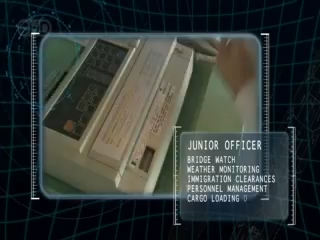 JUNIOR OFFICER
BRIDGE WATCH
WEATHER MONITORING
IMMIGRATION CLEARANCES
PERSONNEL MANAGEMENT
CARGO LOADING